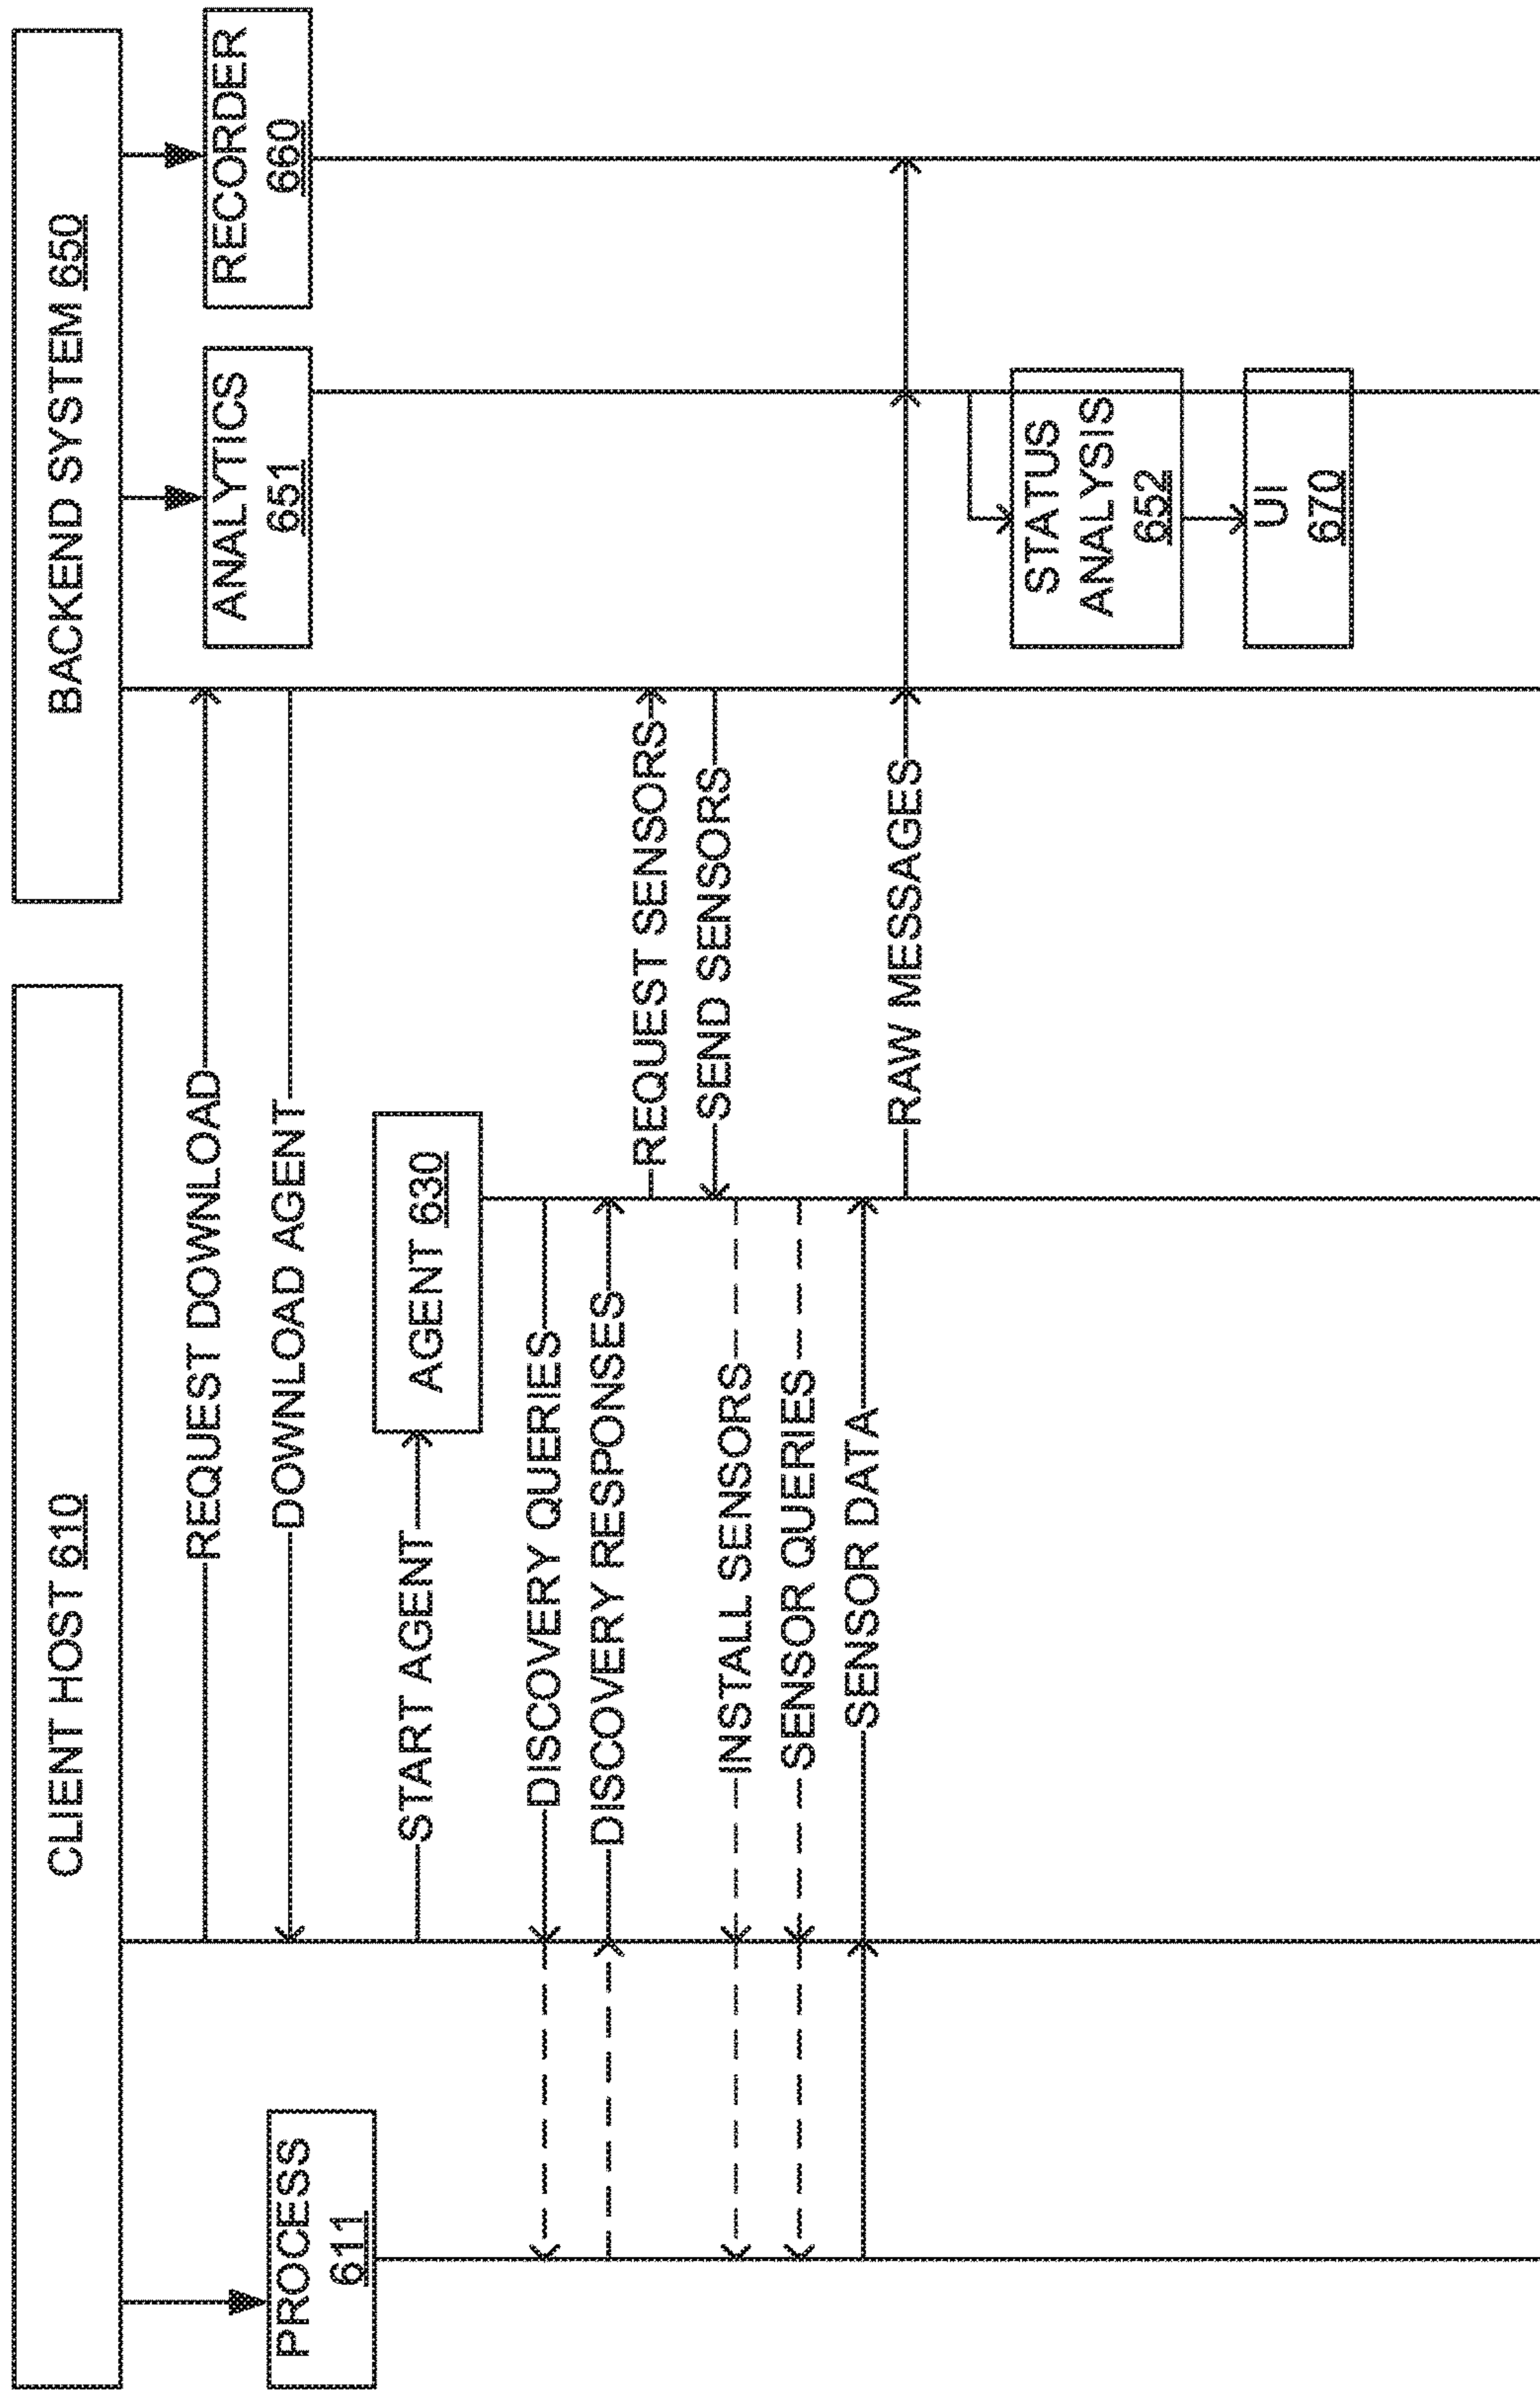 CLIENT HOST 610
BACKEND SYSTEM 650
PROCESS
611
ANALYTICS
651
RECORDER
660
REQUEST DOWNLOAD
DOWNLOAD AGENT
START AGENT
AGENT 630
DISCOVERY QUERIES
DISCOVERY RESPONSES
REQUEST SENSORS
SEND SENSORS
INSTALL SENSORS
SENSOR QUERIES
SENSOR DATA
RAW MESSAGES
STATUS
ANALYSIS
652
UI
670